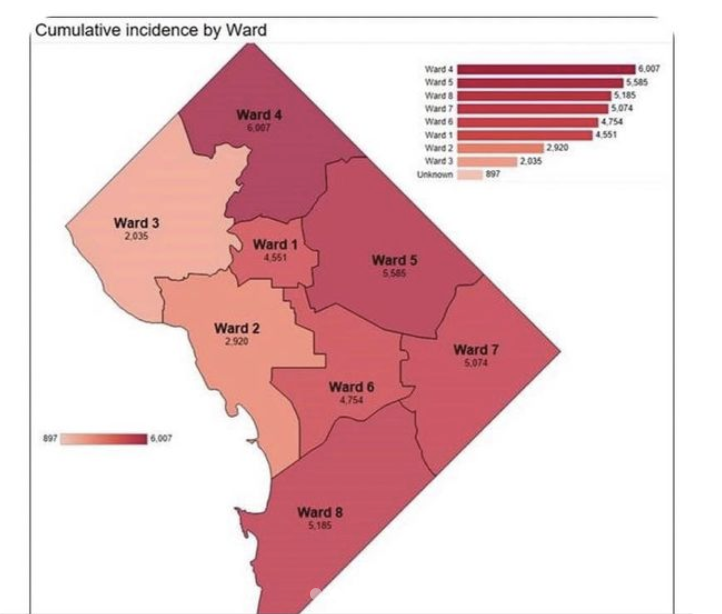 Cumulative incidence by Ward
Ward 4 6,007
Ward 5 5,585
Ward 8 5,185
Ward 7 5,074
Ward 6 4,754
Ward 1 4,551
Ward 2 2,920
Ward 3 2,035
Unknown 897
Ward 4
6,007
Ward 3
2,035
Ward 1
4,551
Ward 5
5,585
Ward 2
2,920
Ward 7
5,074
Ward 6
4,754
897 6,007
Ward 8
5,185